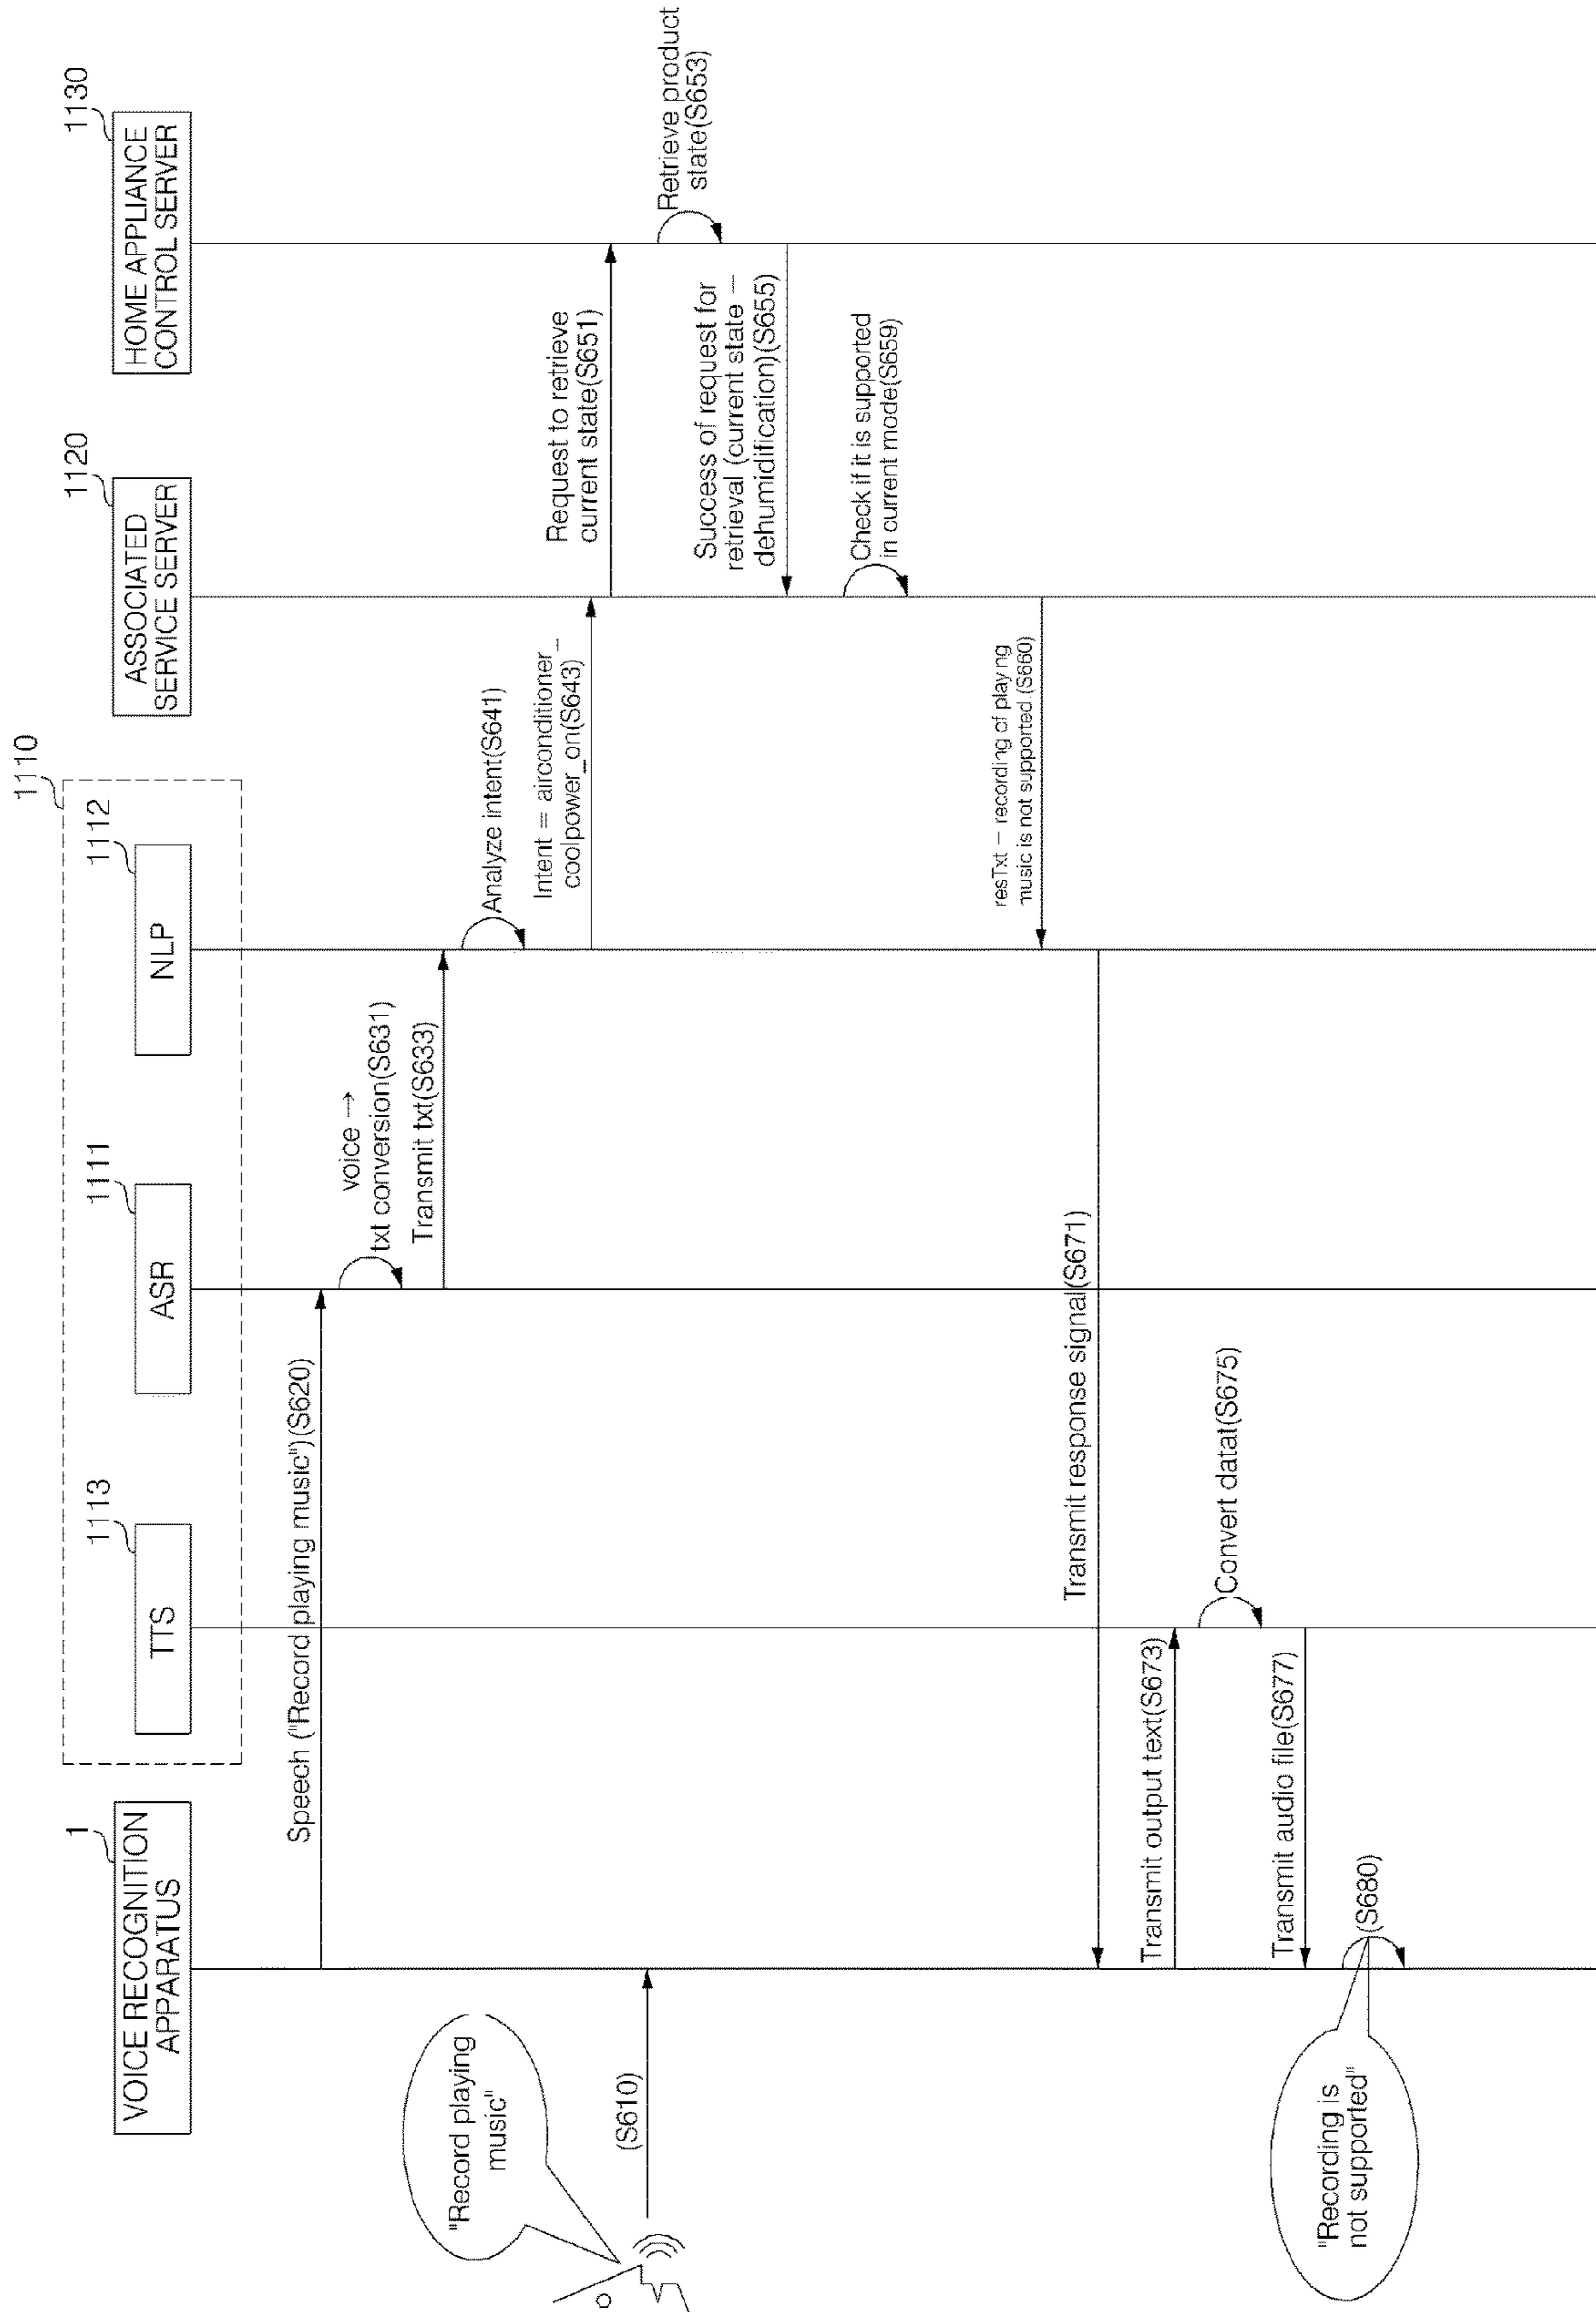 1110
1
1113
1111
1112
1120
1130
VOICE RECOGNITION
APPARATUS
TTS
ASR
NLP
ASSOCIATED
SERVICE SERVER
HOME APPLIANCE
CONTROL SERVER
Speech ("Record playing music")(S620)
voice →
txt conversion(S631)
Transmit txt(S633)
"Record playing
music"
(S610)
Analyze intent(S641)
Intent = airconditioner_
coolpower_on(S643)
Request to retrieve
current state(S651)
Retrieve product
state(S653)
Success of request for
retrieval (current state –
dehumidification)(S655)
Check if it is supported
in current mode(S659)
resTxt – recording of playing
music is not supported.(S660)
Transmit response signal(S671)
Transmit output text(S673)
Convert datat(S675)
Transmit audio file(S677)
(S680)
"Recording is
not supported"